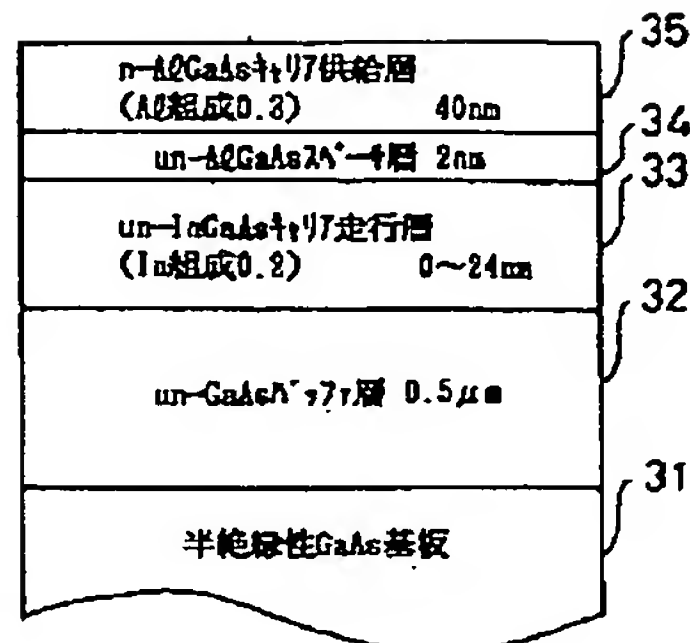 35
n-AlGaAsｷｬﾘｱ供給層
(Al組成0.3) 40nm
34
un-AlGaAsｽﾍﾟｰｻ層 2nm
33
un-InGaAsｷｬﾘｱ走行層
(In組成0.2) 0〜24nm
32
un-GaAsﾊﾞｯﾌｧ層 0.5μm
31
半絶縁性GaAs基板